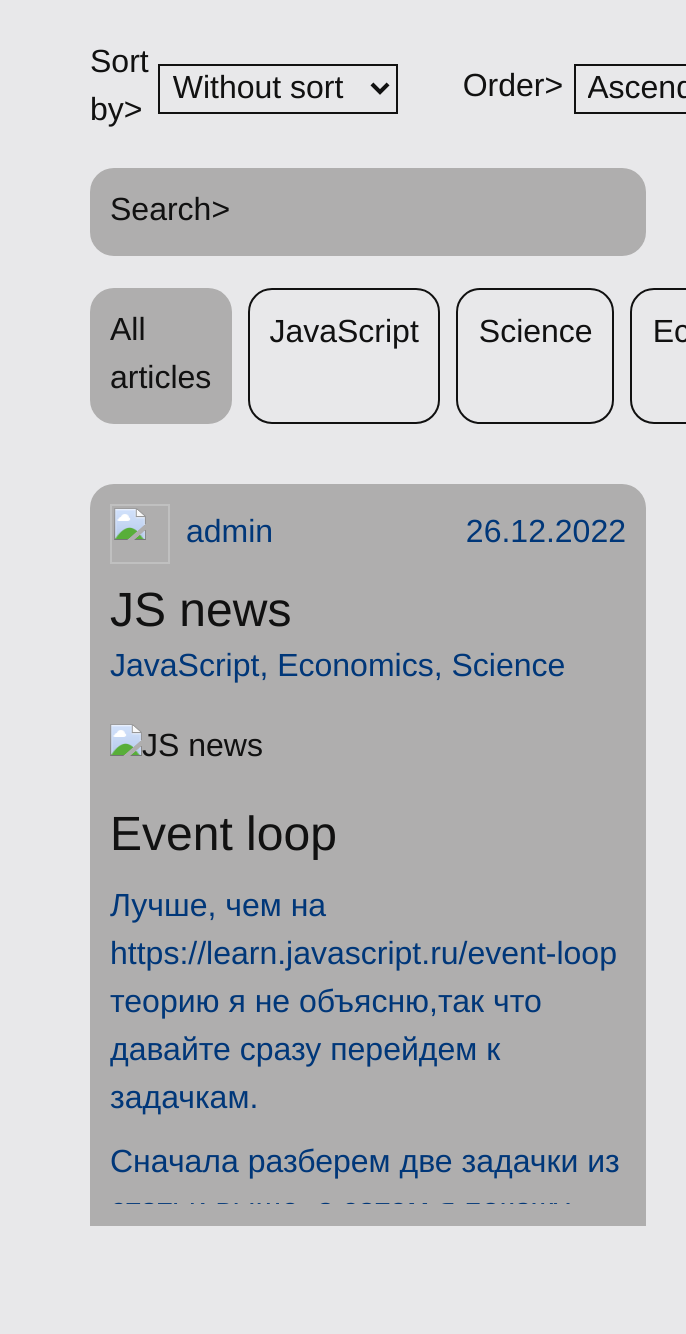 Sort by>
Without sort
Order>
Ascend
Search>
All articles
JavaScript
Science
Ec
admin
26.12.2022
JS news
JavaScript, Economics, Science
JS news
Event loop
Лучше, чем на
https://learn.javascript.ru/event-loop
теорию я не объясню,так что
давайте сразу перейдем к
задачкам.
Сначала разберем две задачки из